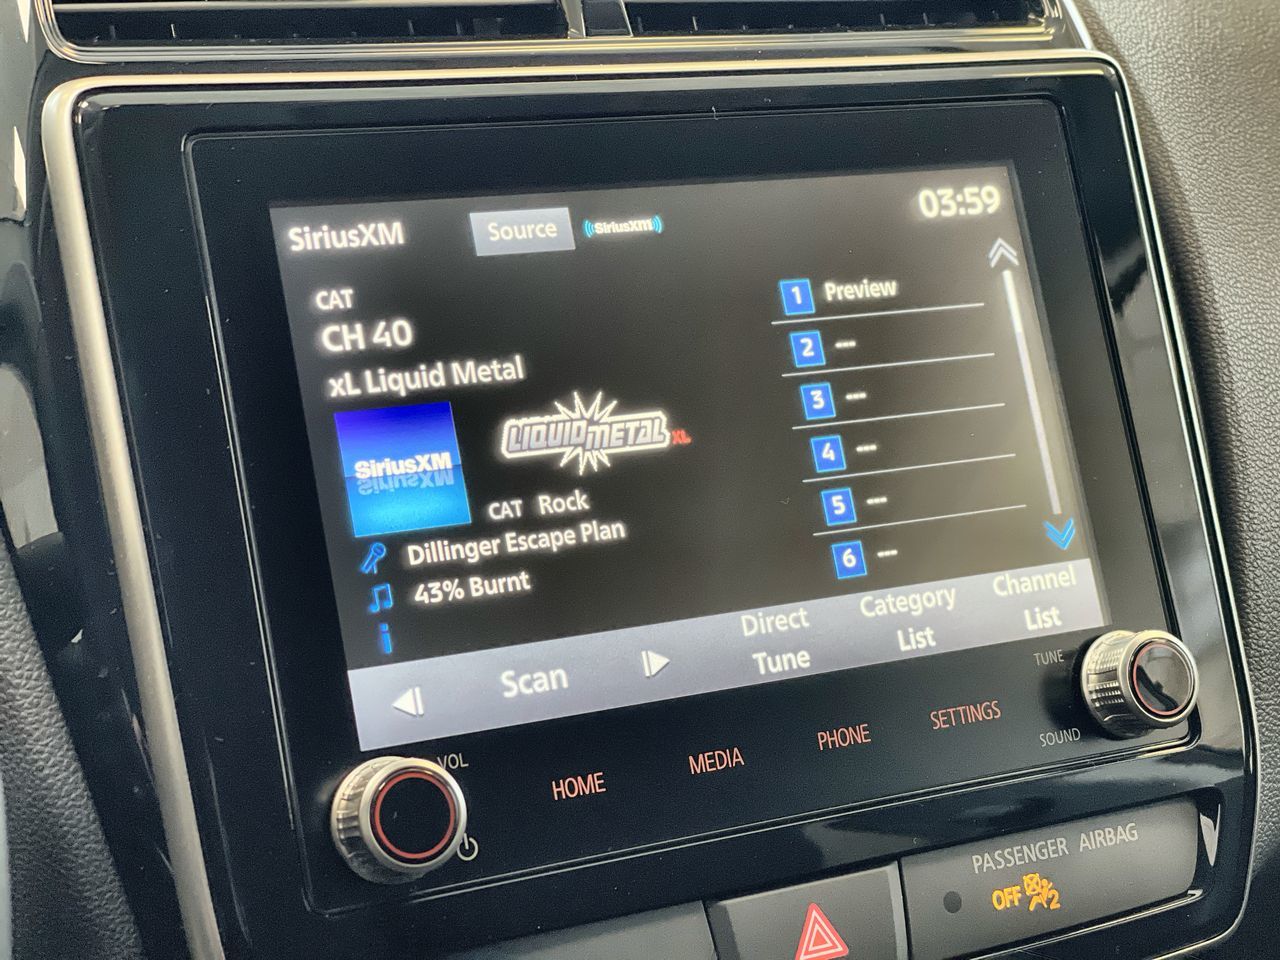 SiriusXM
Source
SiriusXM
03:59
CAT
CH 40
xL Liquid Metal
SiriusXM
LIQUID METAL XL
CAT Rock
Dillinger Escape Plan
43% Burnt
1 Preview
2 ---
3 ---
4 ---
5 ---
6 ---
Scan
Direct
Tune
Category
List
Channel
List
VOL
HOME
MEDIA
PHONE
SETTINGS
TUNE
SOUND
PASSENGER AIRBAG
OFF 2